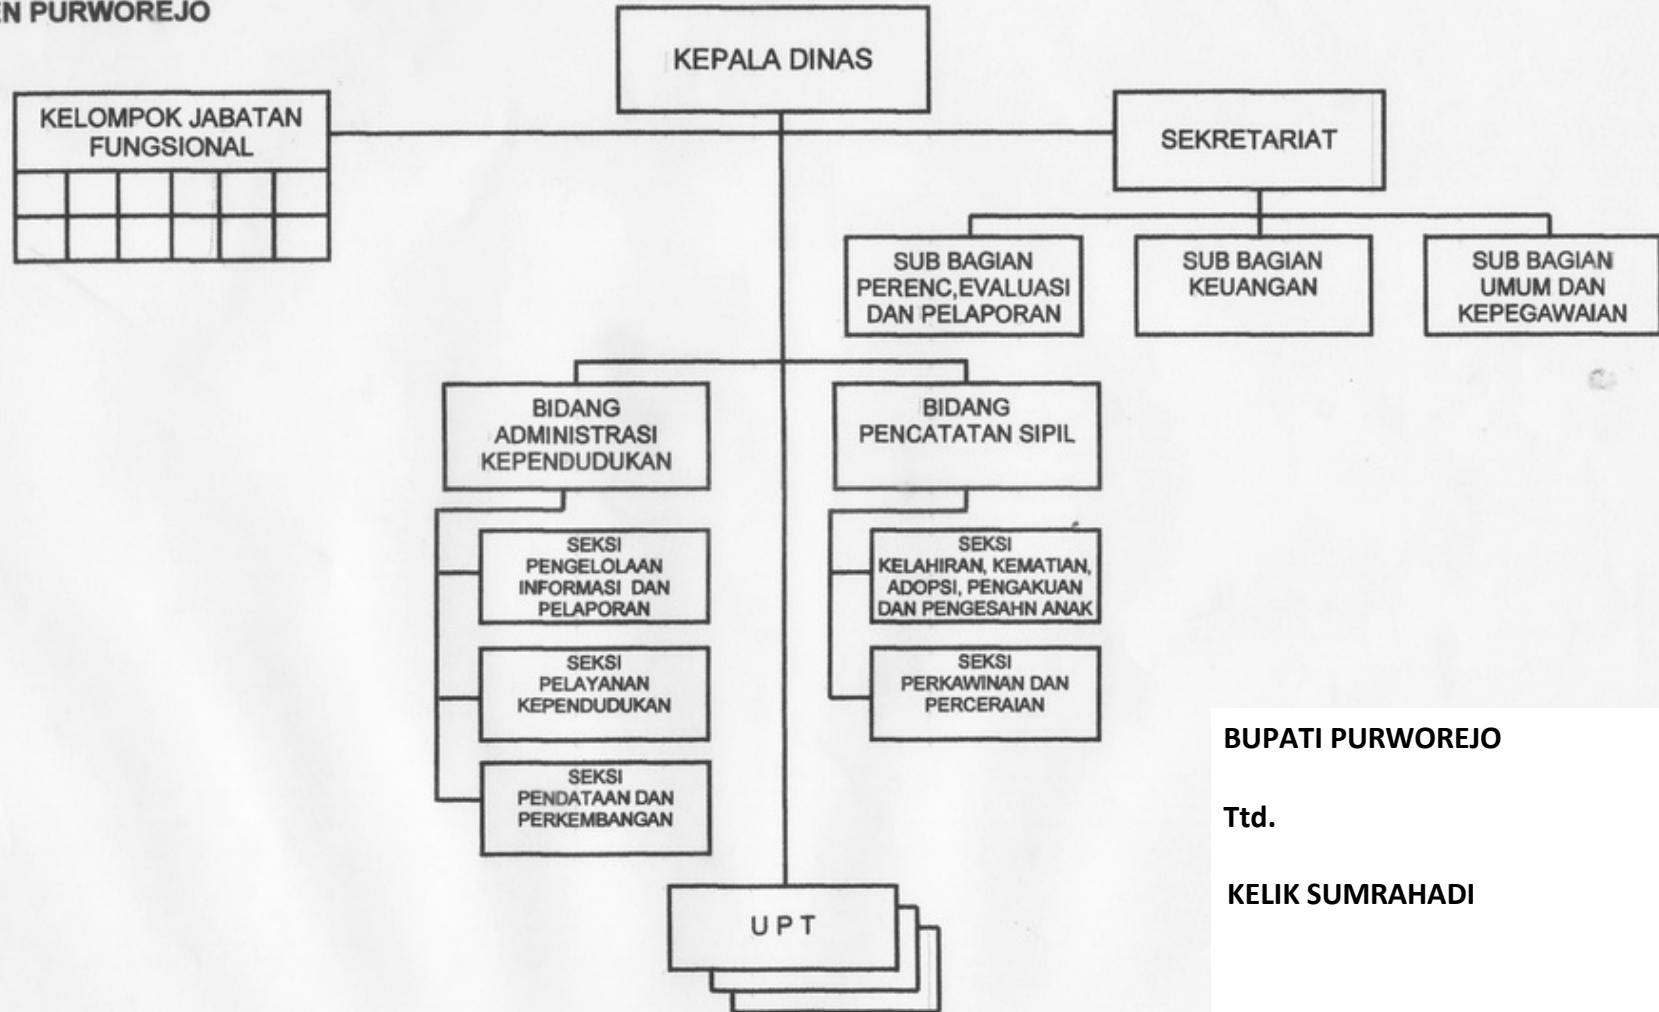 EN PURWOREJO
KEPALA DINAS
KELOMPOK JABATAN
FUNGSIONAL
SEKRETARIAT
SUB BAGIAN
PERENC,EVALUASI
DAN PELAPORAN
SUB BAGIAN
KEUANGAN
SUB BAGIAN
UMUM DAN
KEPEGAWAIAN
BIDANG
ADMINISTRASI
KEPENDUDUKAN
BIDANG
PENCATATAN SIPIL
SEKSI
PENGELOLAAN
INFORMASI DAN
PELAPORAN
SEKSI
PELAYANAN
KEPENDUDUKAN
SEKSI
PENDATAAN DAN
PERKEMBANGAN
SEKSI
KELAHIRAN, KEMATIAN,
ADOPSI, PENGAKUAN
DAN PENGESAHN ANAK
SEKSI
PERKAWINAN DAN
PERCERAIAN
U P T
BUPATI PURWOREJO
Ttd.
KELIK SUMRAHADI